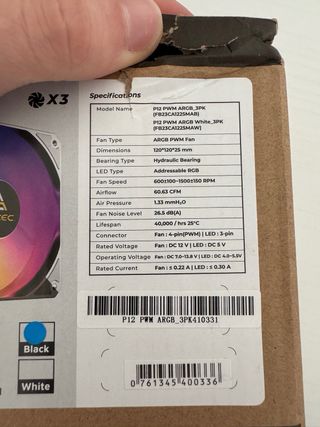 X3
Specifications
Model Name P12 PWM ARGB_3PK
(FB23CA1225MAB)
P12 PWM ARGB White_3PK
(FB23CA1225MAW)
Fan Type ARGB PWM Fan
Dimensions 120*120*25 mm
Bearing Type Hydraulic Bearing
LED Type Addressable RGB
Fan Speed 600±100~1500±150 RPM
Airflow 60.63 CFM
Air Pressure 1.33 mmH₂O
Fan Noise Level 26.5 dB(A)
Lifespan 40,000 / hrs 25°C
Connector Fan : 4-pin(PWM) | LED : 3-pin
Rated Voltage Fan : DC 12 V | LED : DC 5 V
Operating Voltage Fan : DC 7.0~13.8 V | LED : DC 4.0~5.5V
Rated Current Fan : ≤ 0.22 A | LED : ≤ 0.30 A
TEC
P12 PWM ARGB_3PK410331
Black
White
0 761345 400336